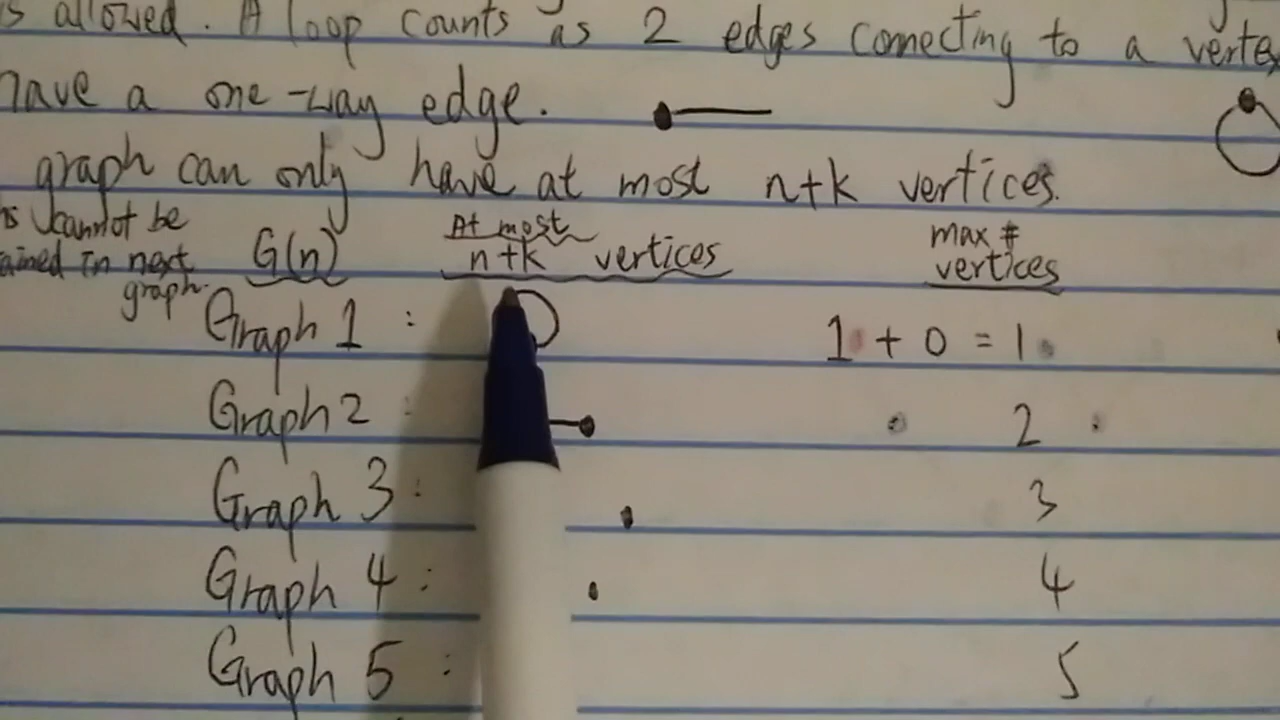 is allowed. A loop counts as 2 edges connecting to a
have a one-way edge.
graph can only have at most n+k vertices.
cannot be
in next
graph.
G(n)
At most
n+k vertices
max #
vertices
Graph 1 : 1 + 0 = 1
Graph 2 : 2
Graph 3 : 3
Graph 4 : 4
Graph 5 : 5